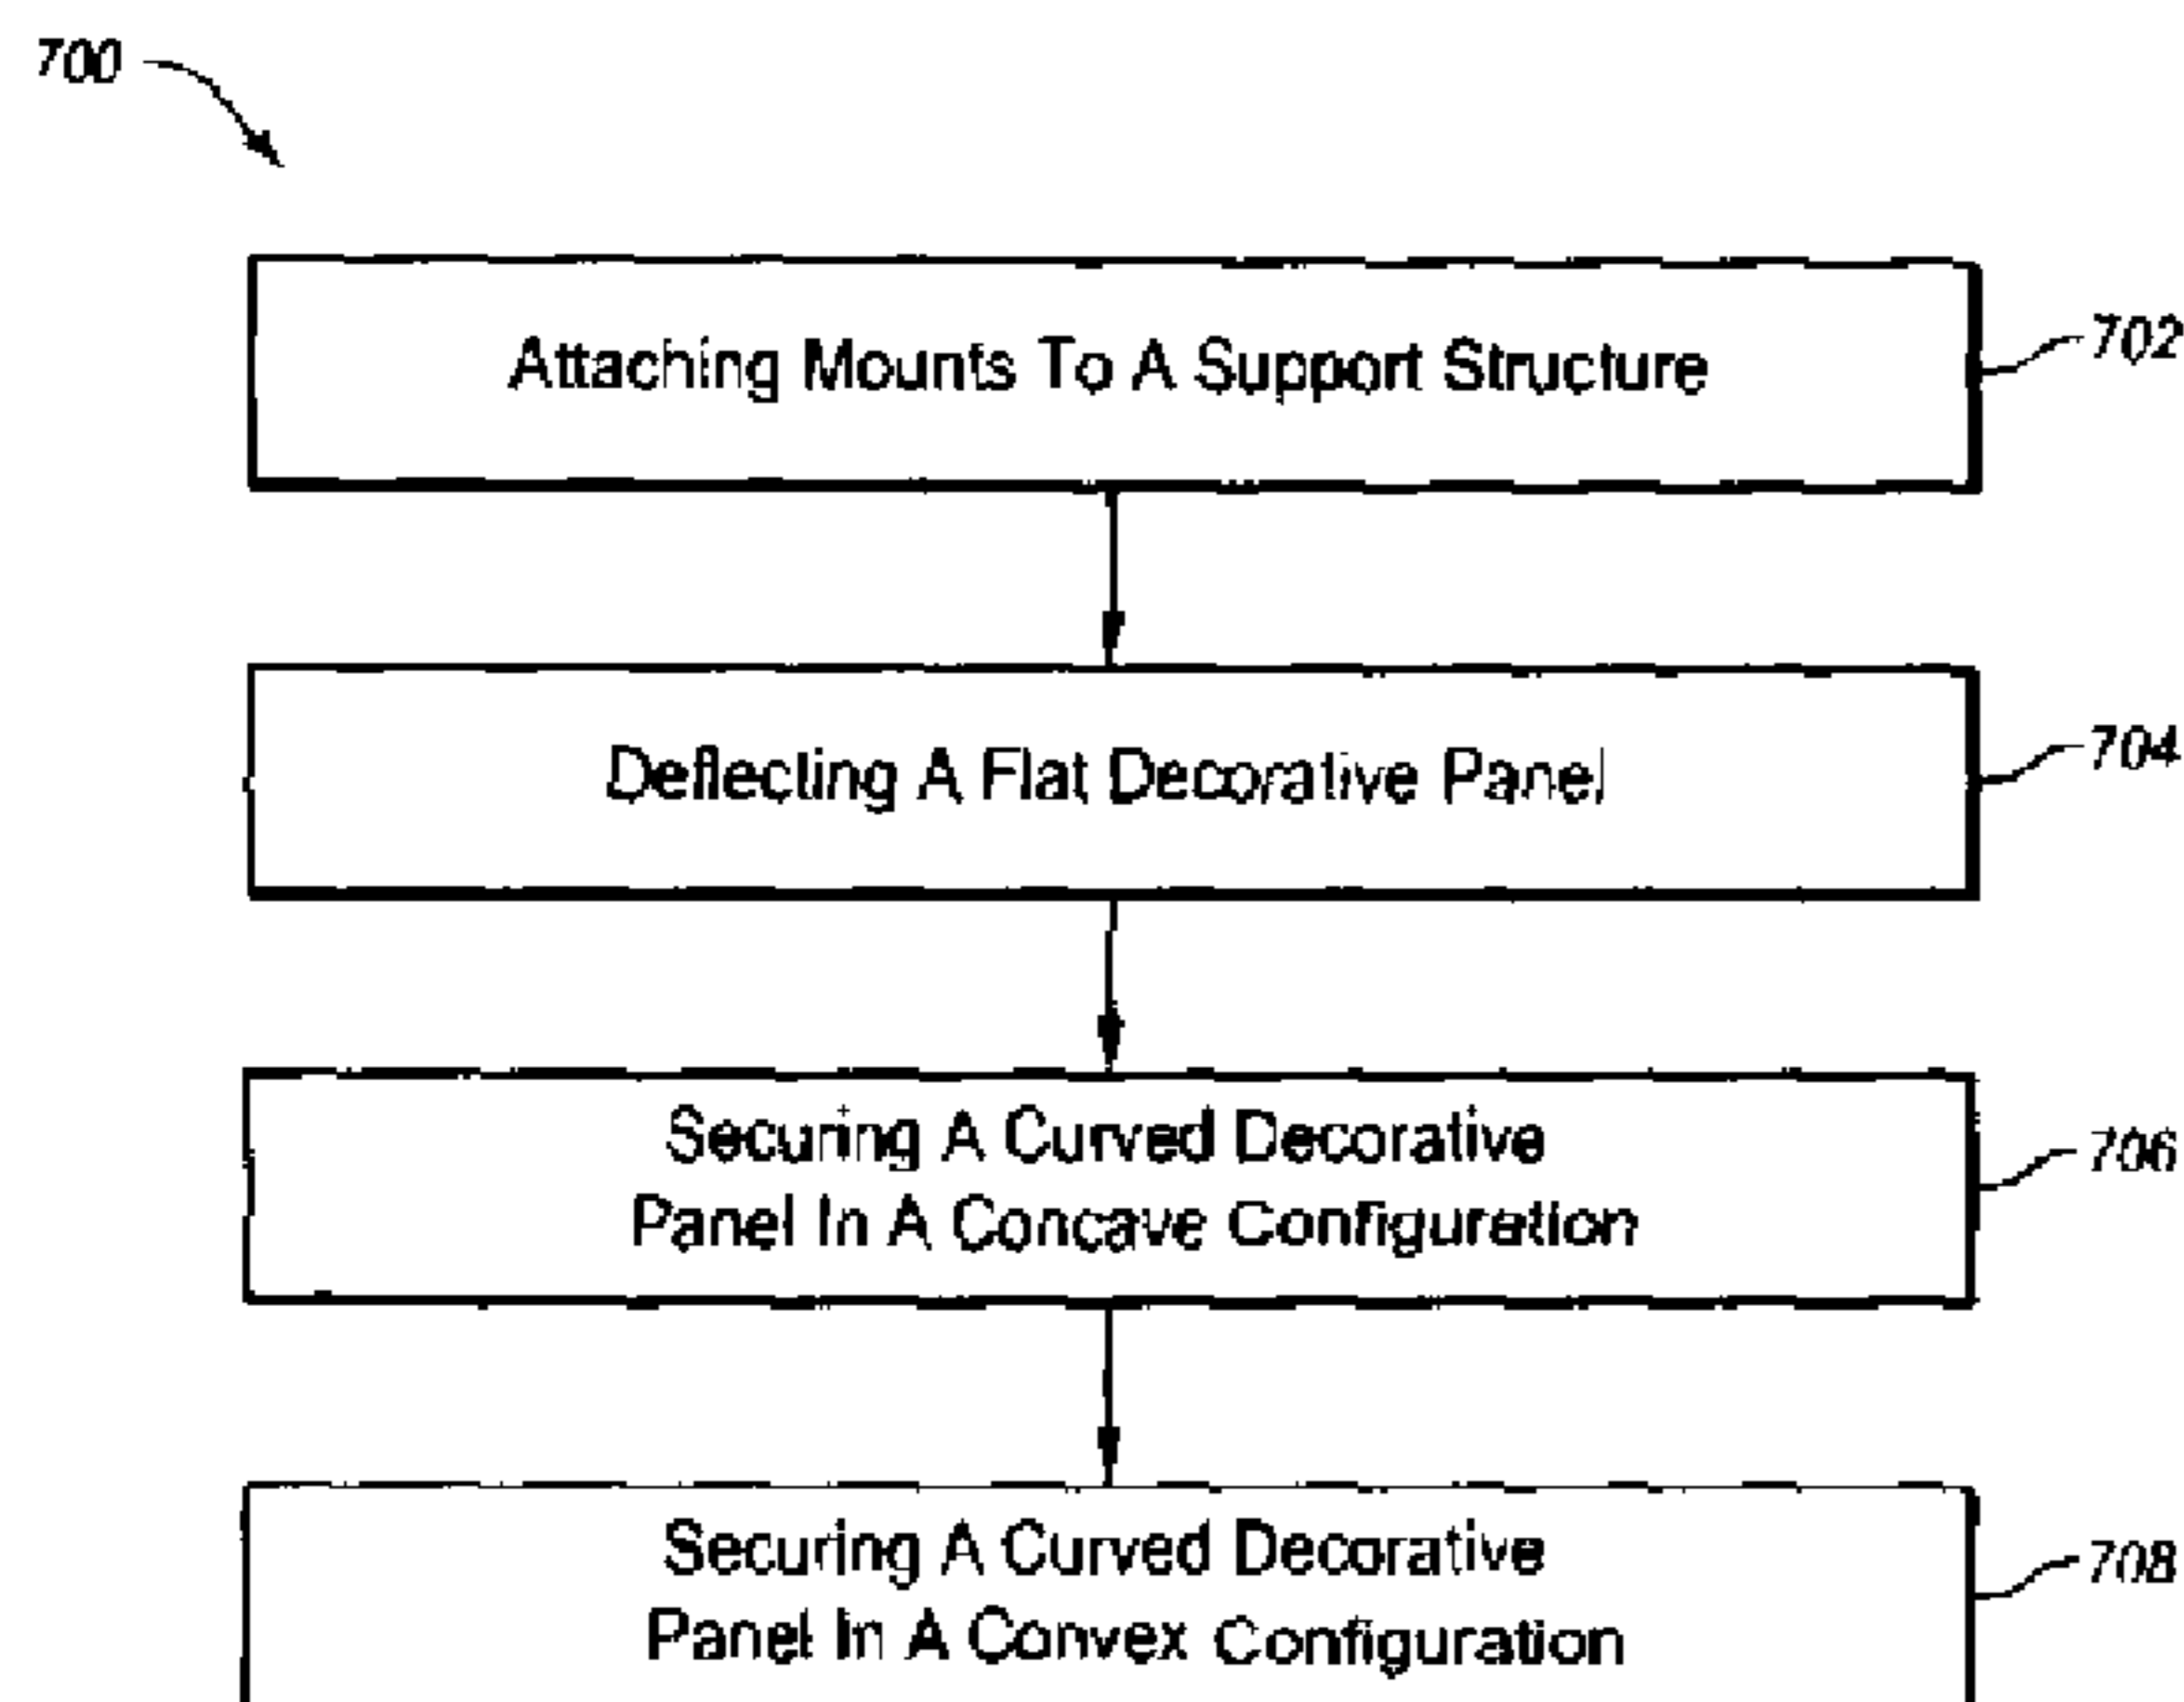 700
Attaching Mounts To A Support Structure
702
Deflecting A Flat Decorative Panel
704
Securing A Curved Decorative
Panel In A Concave Configuration
706
Securing A Curved Decorative
Panel In A Convex Configuration
708